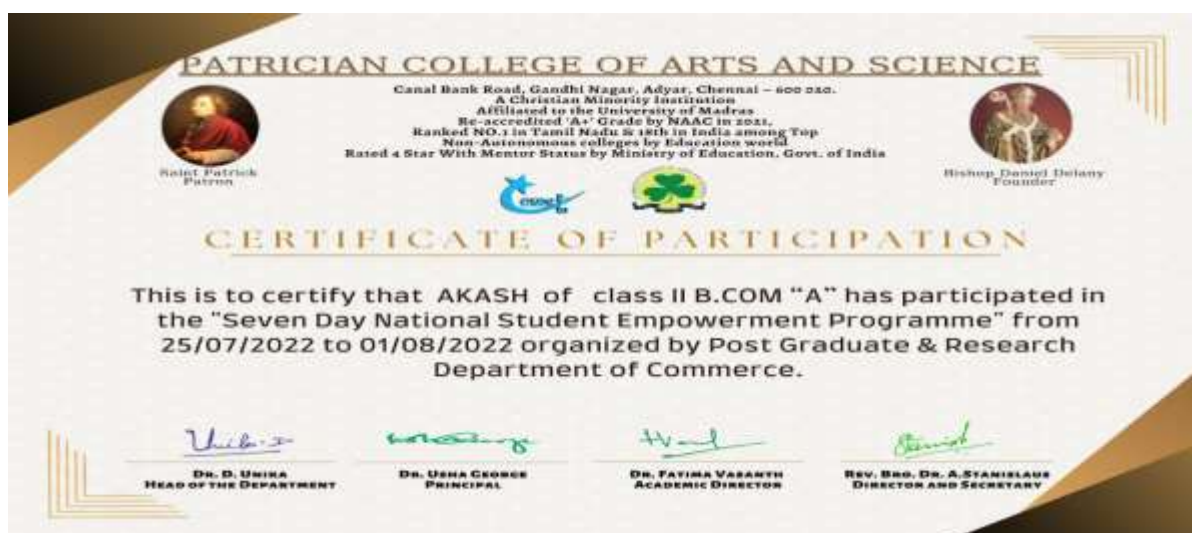 PATRICIAN COLLEGE OF ARTS AND SCIENCE
Canal Bank Road, Gandhi Nagar, Adyar, Chennai – 600 020.
A Christian Minority Institution
Affiliated to the University of Madras
Re-accredited 'A+' Grade by NAAC in 2021,
Ranked NO.1 in Tamil Nadu & 18th in India among Top
Non-Autonomous colleges by Education world
Rated 4 Star With Mentor Status by Ministry of Education, Govt. of India
Saint Patrick
Patron
Bishop Daniel Delany
Founder
CERTIFICATE OF PARTICIPATION
This is to certify that AKASH of class II B.COM "A" has participated in
the "Seven Day National Student Empowerment Programme" from
25/07/2022 to 01/08/2022 organized by Post Graduate & Research
Department of Commerce.
DR. D. UNIKA
HEAD OF THE DEPARTMENT
DR. USHA GEORGE
PRINCIPAL
DR. FATIMA VASANTH
ACADEMIC DIRECTOR
REV. BRO. DR. A.STANISLAUS
DIRECTOR AND SECRETARY